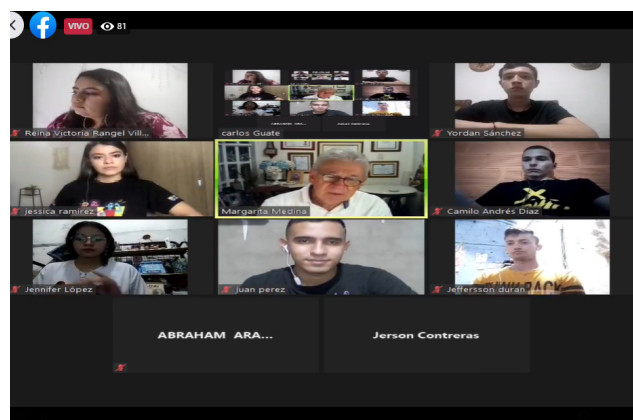 VIVO 81
Reina Victoria Rangel Vill...
carlos Guate
Yordan Sánchez
jessica ramirez
Margarita Medina
Camilo Andrés Diaz
Jennifer López
juan perez
Jeffersson duran
ABRAHAM ARA...
Jerson Contreras